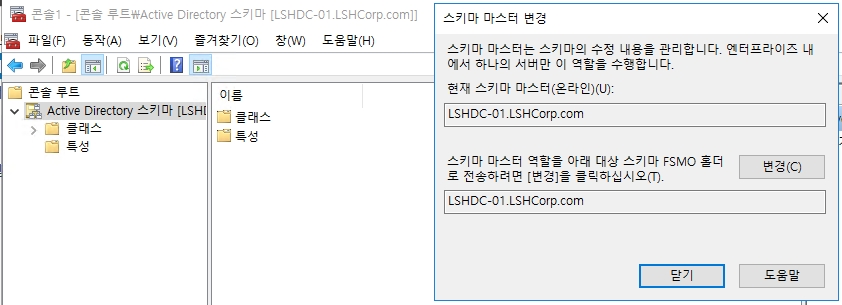 콘솔1 - [콘솔 루트\Active Directory 스키마 [LSHDC-01.LSHCorp.com]]
파일(F) 동작(A) 보기(V) 즐겨찾기(O) 창(W) 도움말(H)
콘솔 루트
Active Directory 스키마 [LSHD
클래스
특성
이름
클래스
특성
스키마 마스터 변경
스키마 마스터는 스키마의 수정 내용을 관리합니다. 엔터프라이즈 내
에서 하나의 서버만 이 역할을 수행합니다.
현재 스키마 마스터(온라인)(U):
LSHDC-01.LSHCorp.com
스키마 마스터 역할을 아래 대상 스키마 FSMO 홀더
로 전송하려면 [변경]을 클릭하십시오(T).
변경(C)
LSHDC-01.LSHCorp.com
닫기
도움말